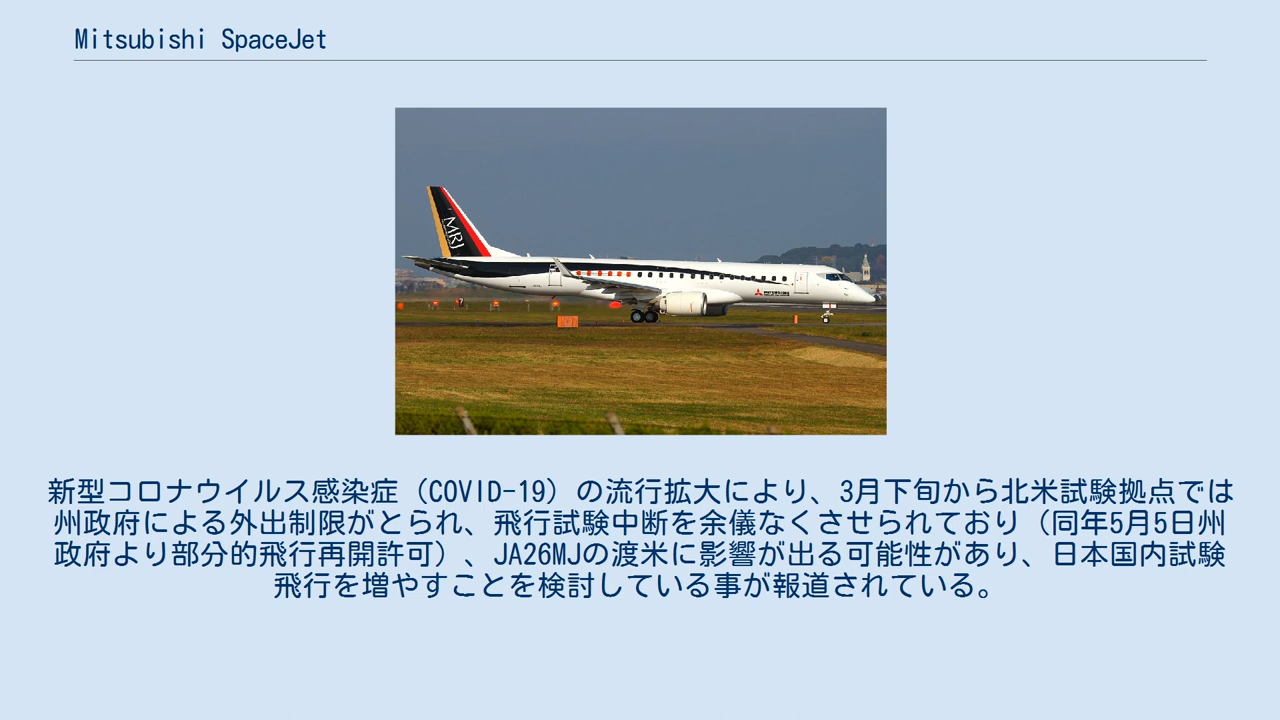 Mitsubishi SpaceJet
MRJ
新型コロナウイルス感染症（COVID-19）の流行拡大により、3月下旬から北米試験拠点では
州政府による外出制限がとられ、飛行試験中断を余儀なくさせられており（同年5月5日州
政府より部分的飛行再開許可）、JA26MJの渡米に影響が出る可能性があり、日本国内試験
飛行を増やすことを検討している事が報道されている。